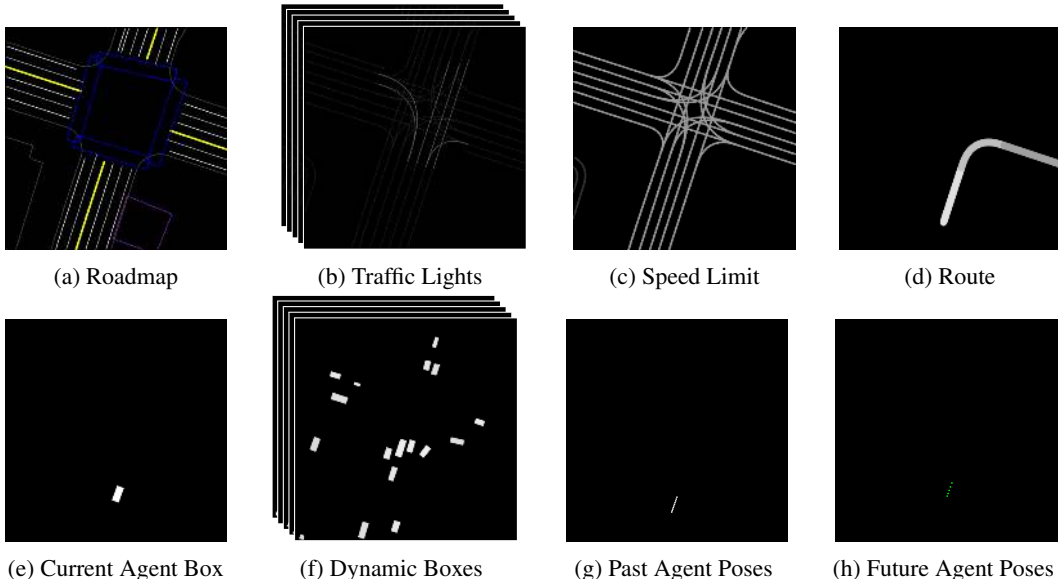 (a) Roadmap
(b) Traffic Lights
(c) Speed Limit
(d) Route
(e) Current Agent Box
(f) Dynamic Boxes
(g) Past Agent Poses
(h) Future Agent Poses